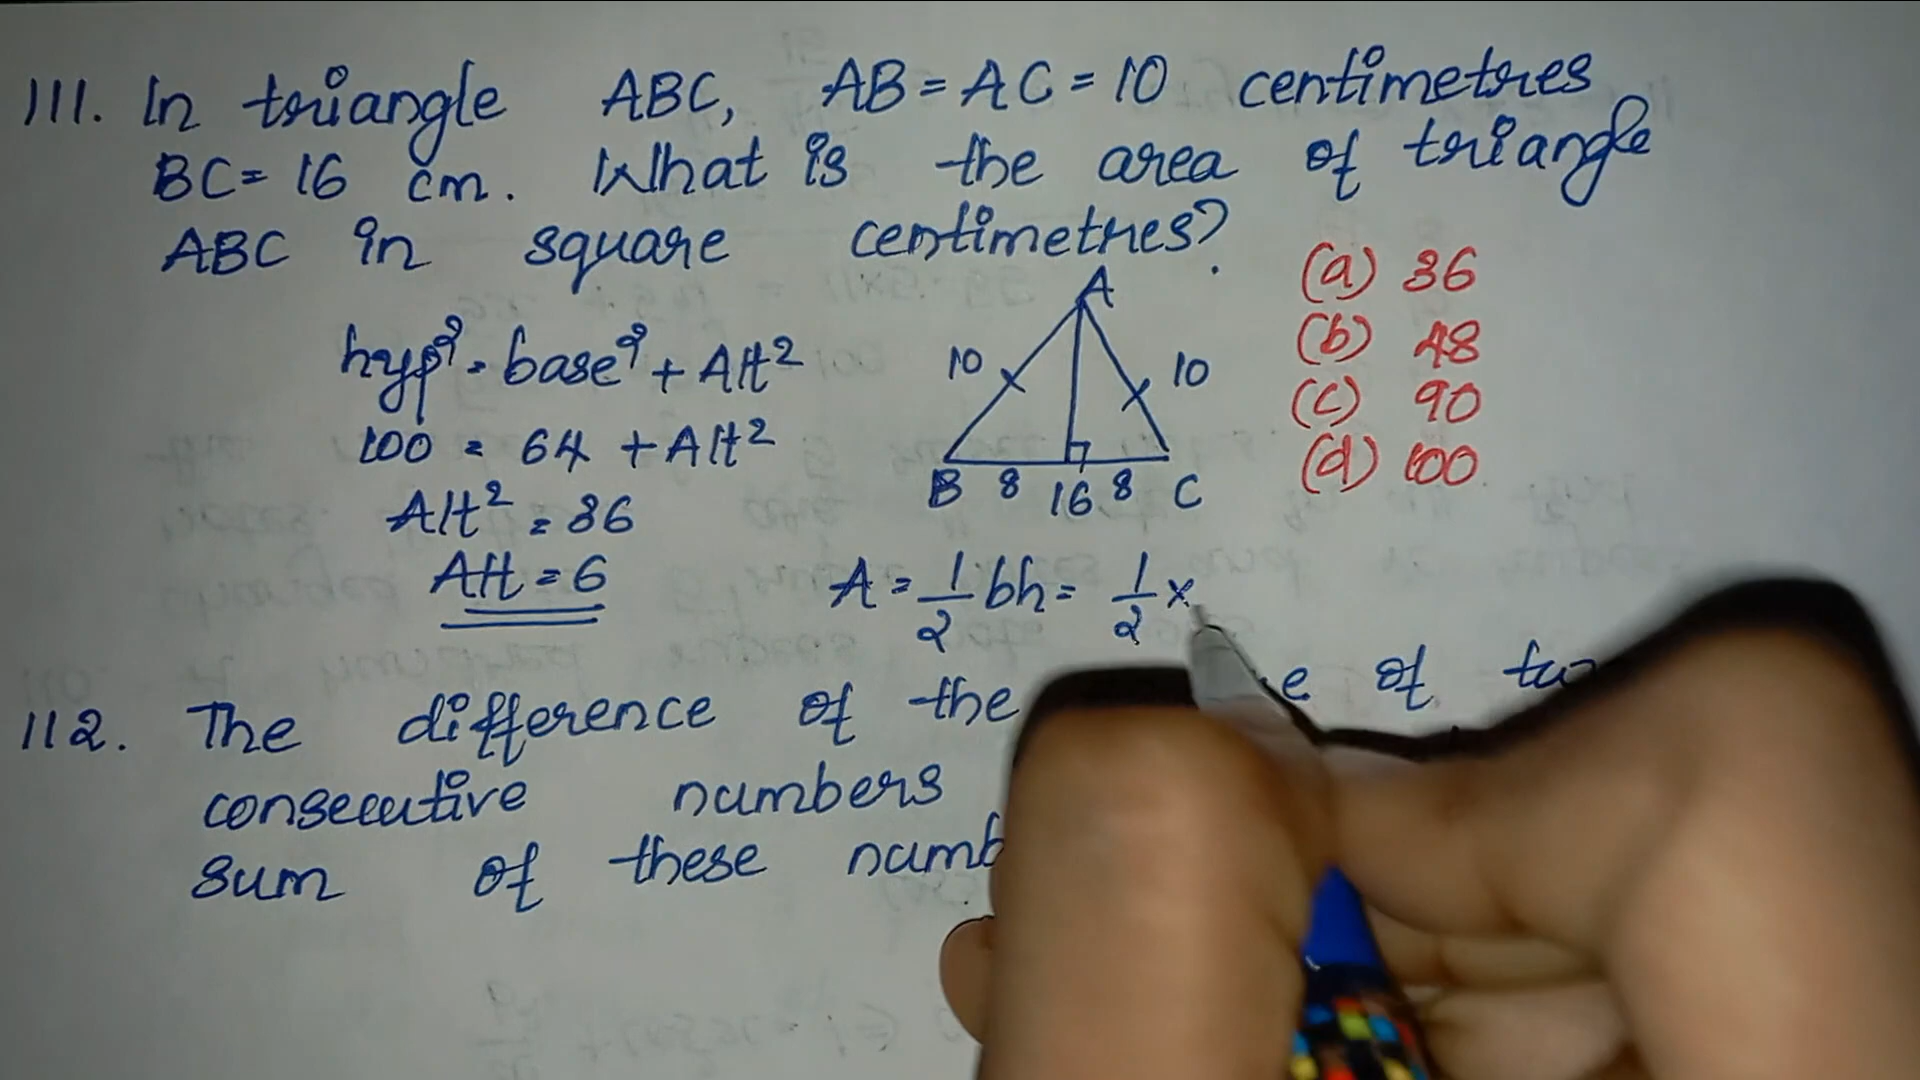 111. In triangle ABC, AB = AC = 10 centimetres
BC = 16 cm. What is the area of triangle
ABC in square centimetres?
(a) 36
(b) 48
(c) 90
(d) 100
hyp² = base² + Alt²
100 = 64 + Alt²
Alt² = 36
Alt = 6
A
10 10
B 8 16 8 C
A = 1/2 bh = 1/2 ×
112. The difference of the of
consecutive numbers
sum of these